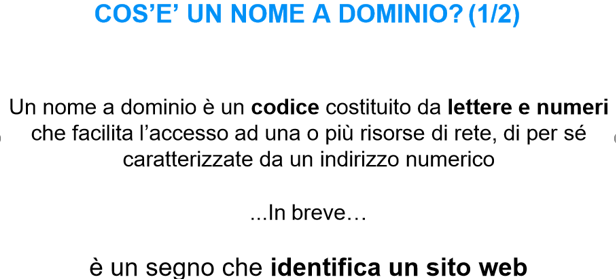 COS’E’ UN NOME A DOMINIO? (1/2)
Un nome a dominio è un codice costituito da lettere e numeri
che facilita l’accesso ad una o più risorse di rete, di per sé
caratterizzate da un indirizzo numerico
...In breve…
è un segno che identifica un sito web